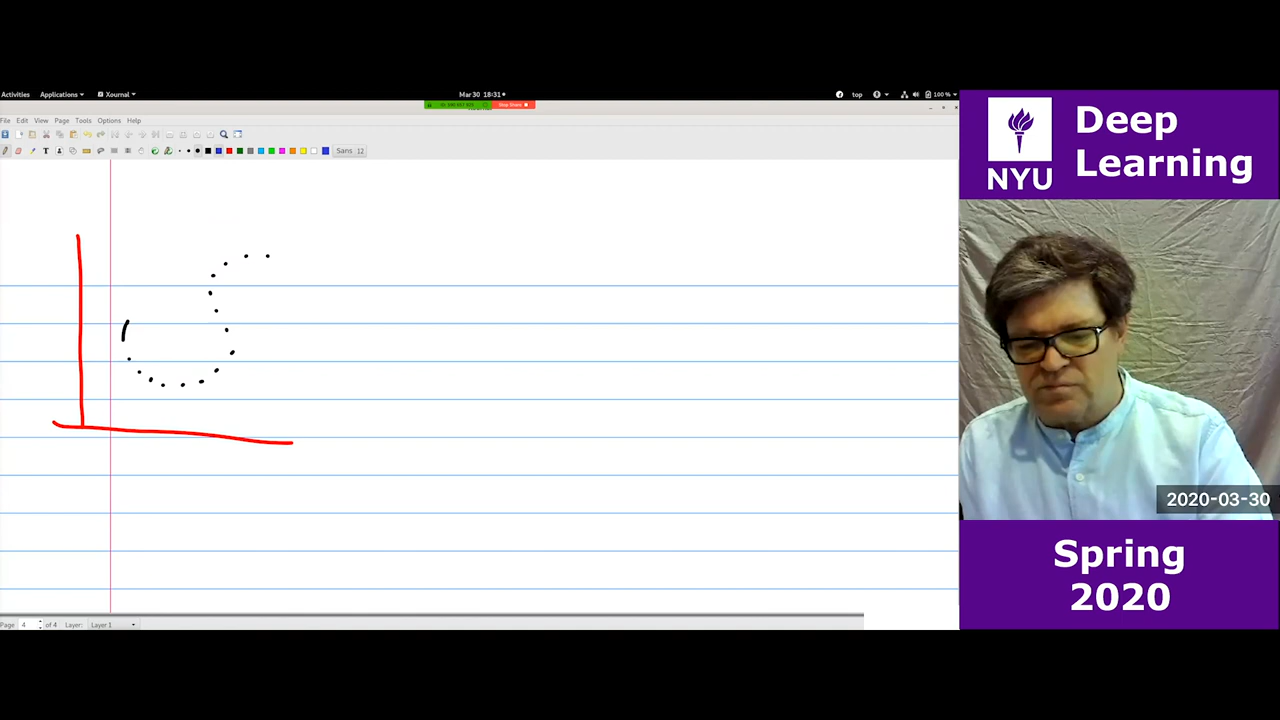 Activities Applications Xournal Mar 30 18:31 top 100 %
File Edit View Page Tools Options Help
Sans 12
Page 4 of 4 Layer: Layer 1
NYU
Deep
Learning
2020-03-30
Spring
2020